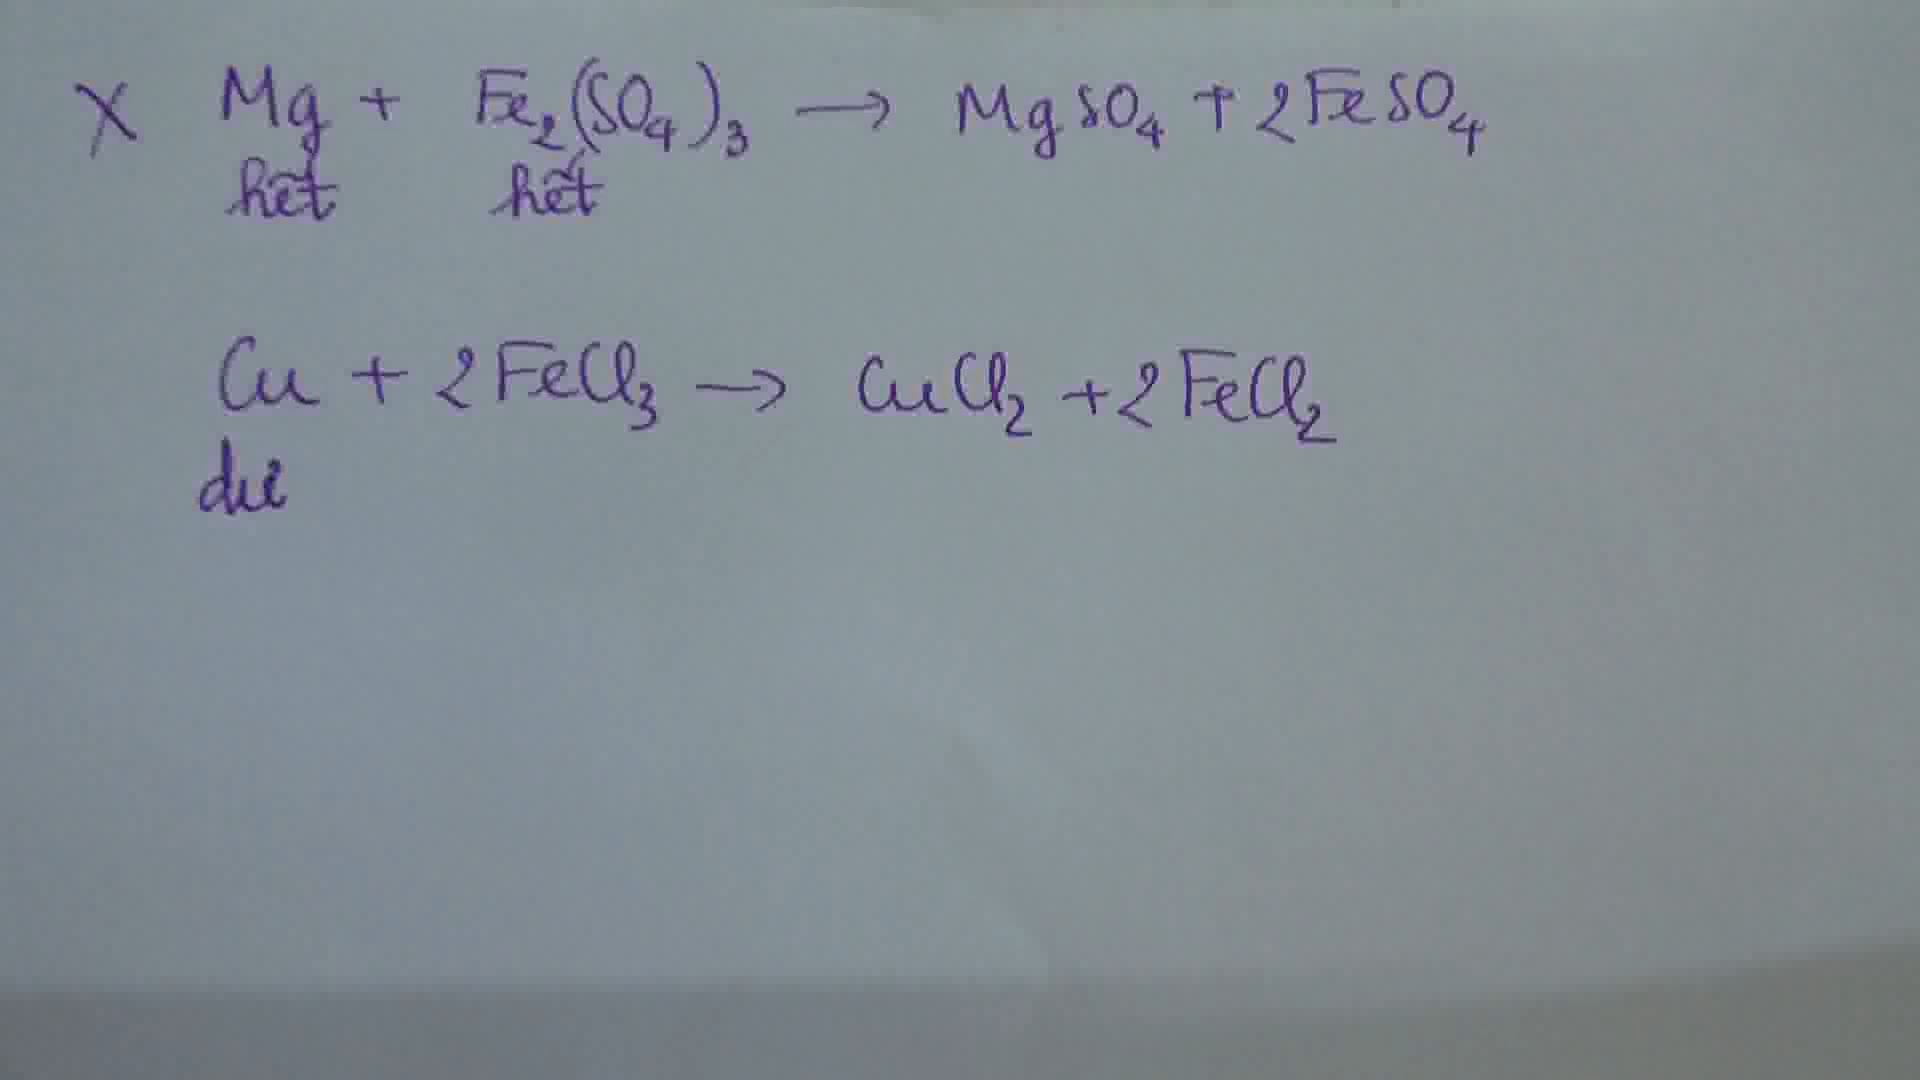 X Mg + Fe₂(SO₄)₃ → MgSO₄ + 2FeSO₄
hết hết
Cu + 2FeCl₃ → CuCl₂ + 2FeCl₂
dư